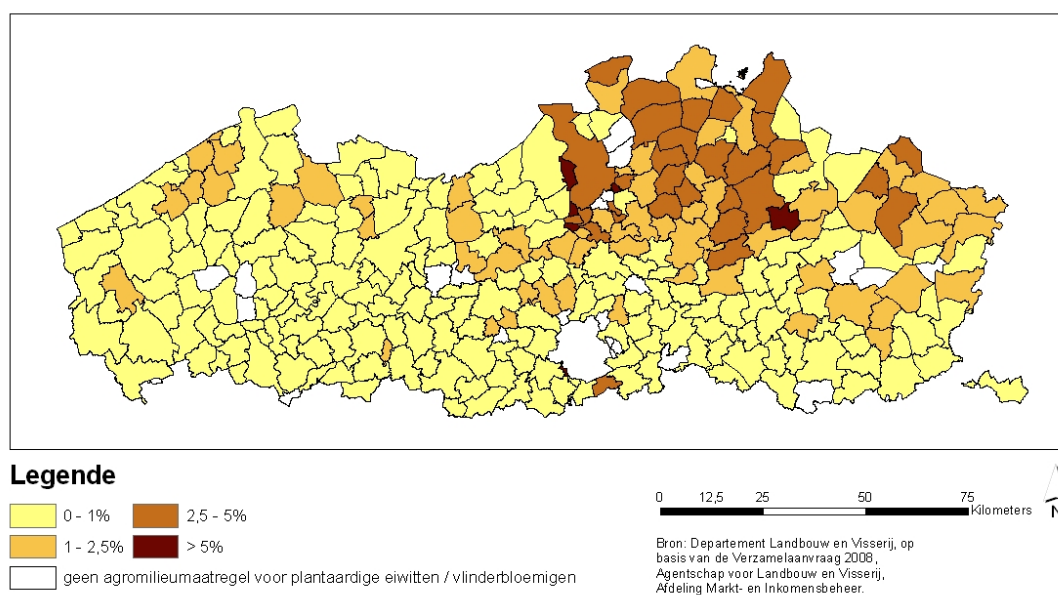 Legende
0 - 1%
2,5 - 5%
1 - 2,5%
> 5%
geen agromilieumaatregel voor plantaardige eiwitten / vlinderbloemigen
0 12,5 25 50 75
Kilometers
N
Bron: Departement Landbouw en Visserij, op
basis van de Verzamelaanvraag 2008,
Agentschap voor Landbouw en Visserij,
Afdeling Markt- en Inkomensbeheer.